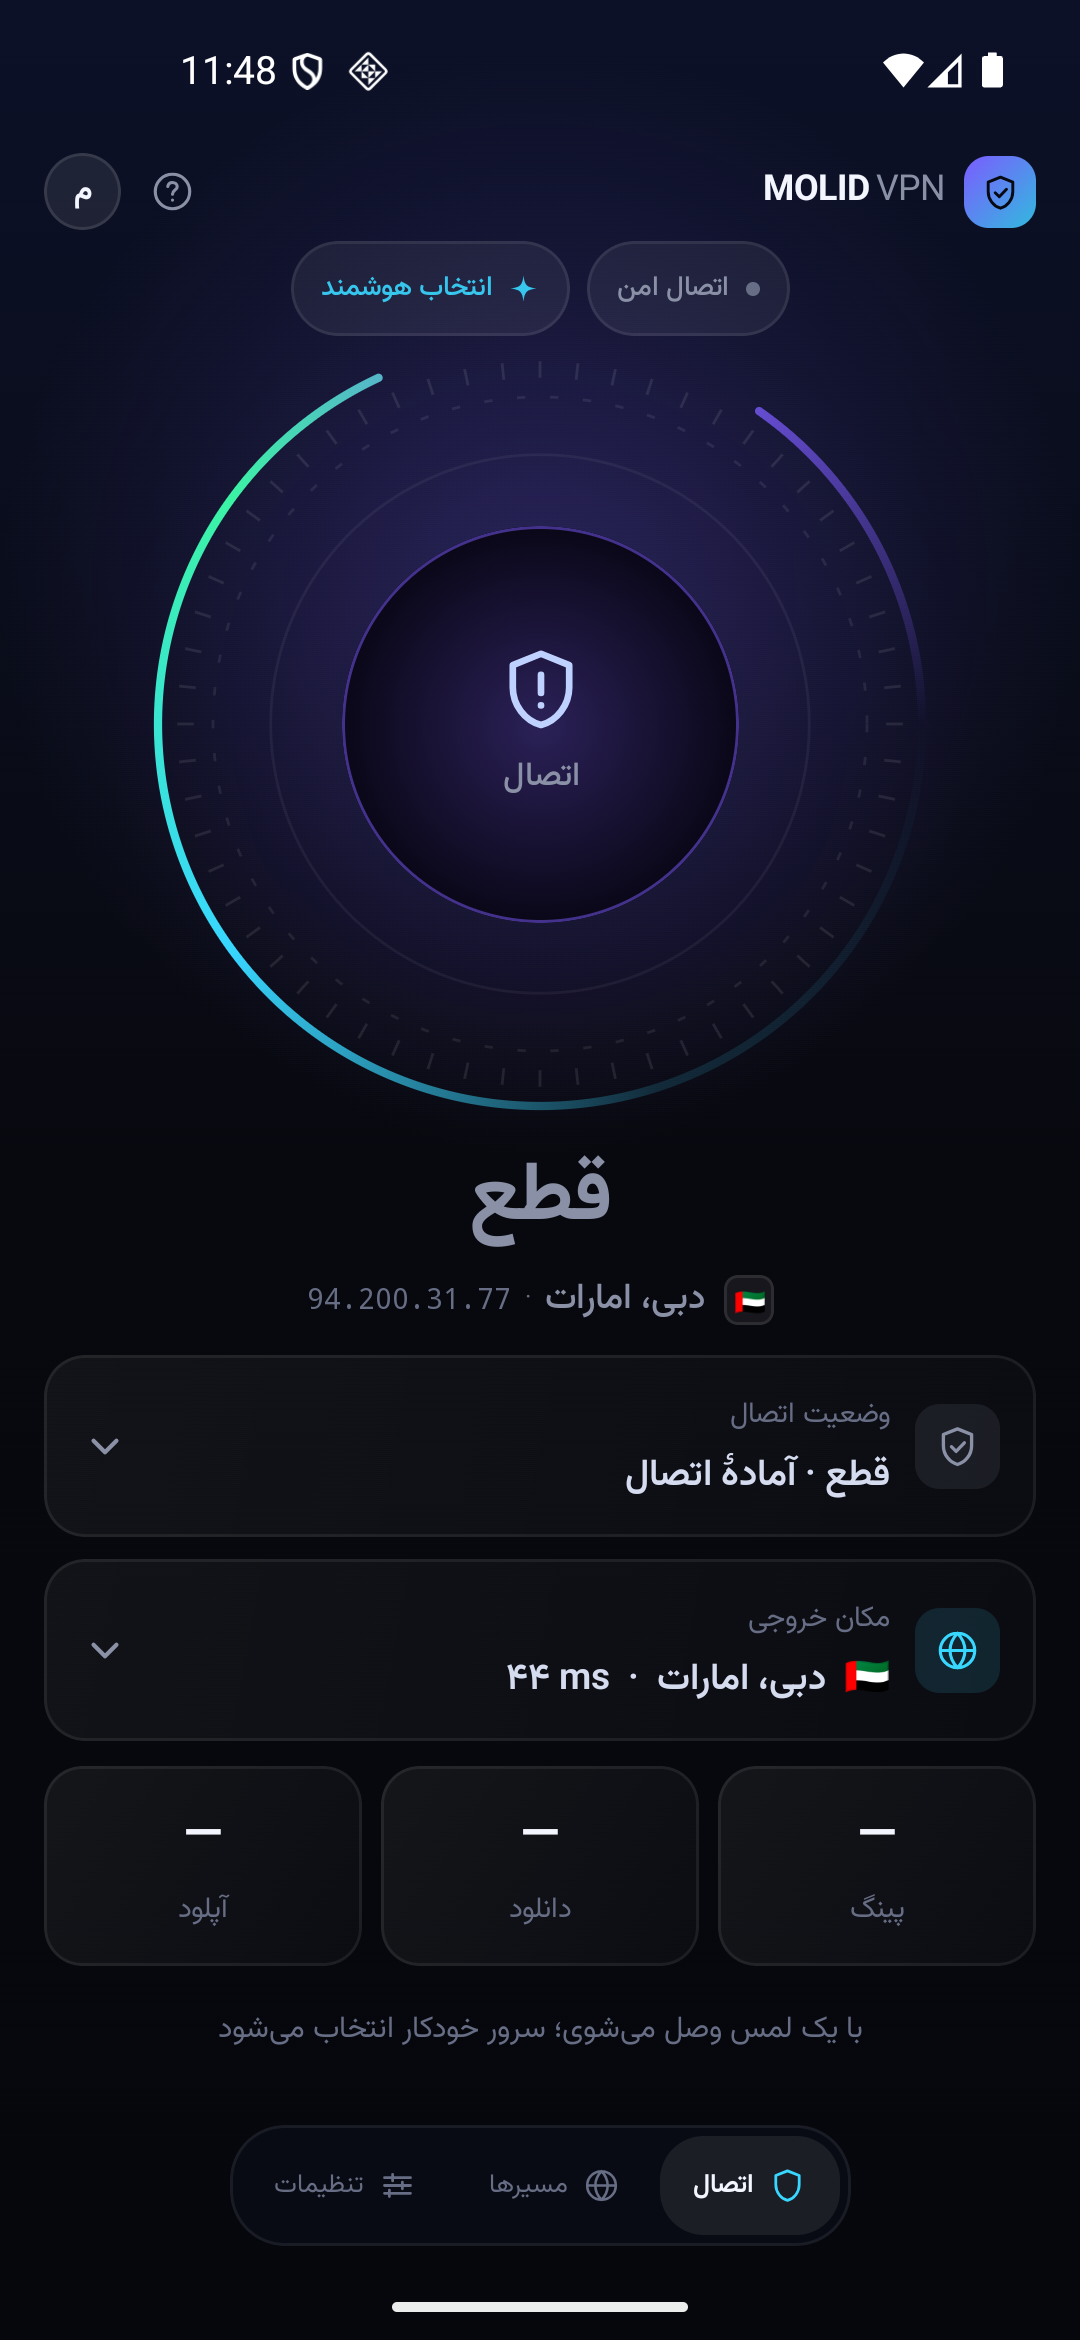 11:48
MOLID VPN
م
اتصال امن
انتخاب هوشمند
اتصال
قطع
دبی، امارات · 94.200.31.77
وضعیت اتصال
قطع · آمادهٔ اتصال
مکان خروجی
دبی، امارات · ۴۴ ms
— — —
پینگ دانلود آپلود
با یک لمس وصل می‌شوی؛ سرور خودکار انتخاب می‌شود
اتصال مسیرها تنظیمات